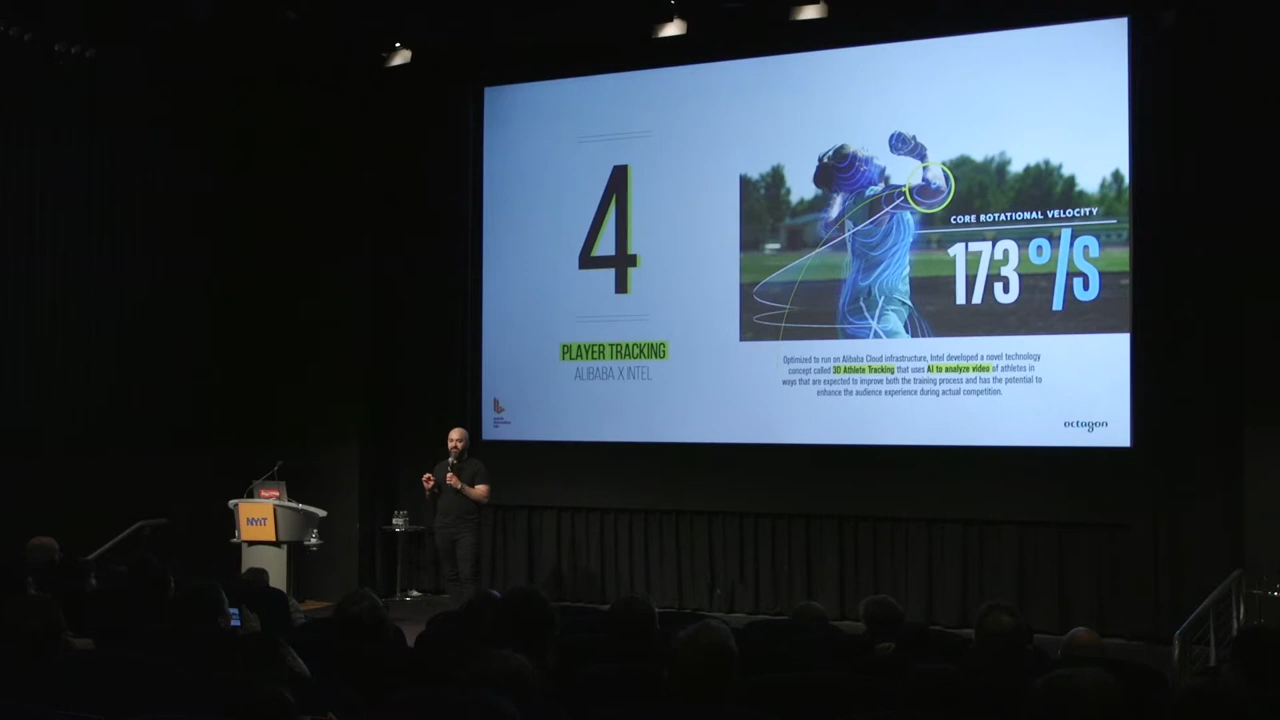 4
PLAYER TRACKING
ALIBABA X INTEL
CORE ROTATIONAL VELOCITY
173°/S
Optimized to run on Alibaba Cloud infrastructure, Intel developed a novel technology
concept called 3D Athlete Tracking that uses AI to analyze video of athletes in
ways that are expected to improve both the training process and has the potential to
enhance the audience experience during actual competition.
octagon
NYIT